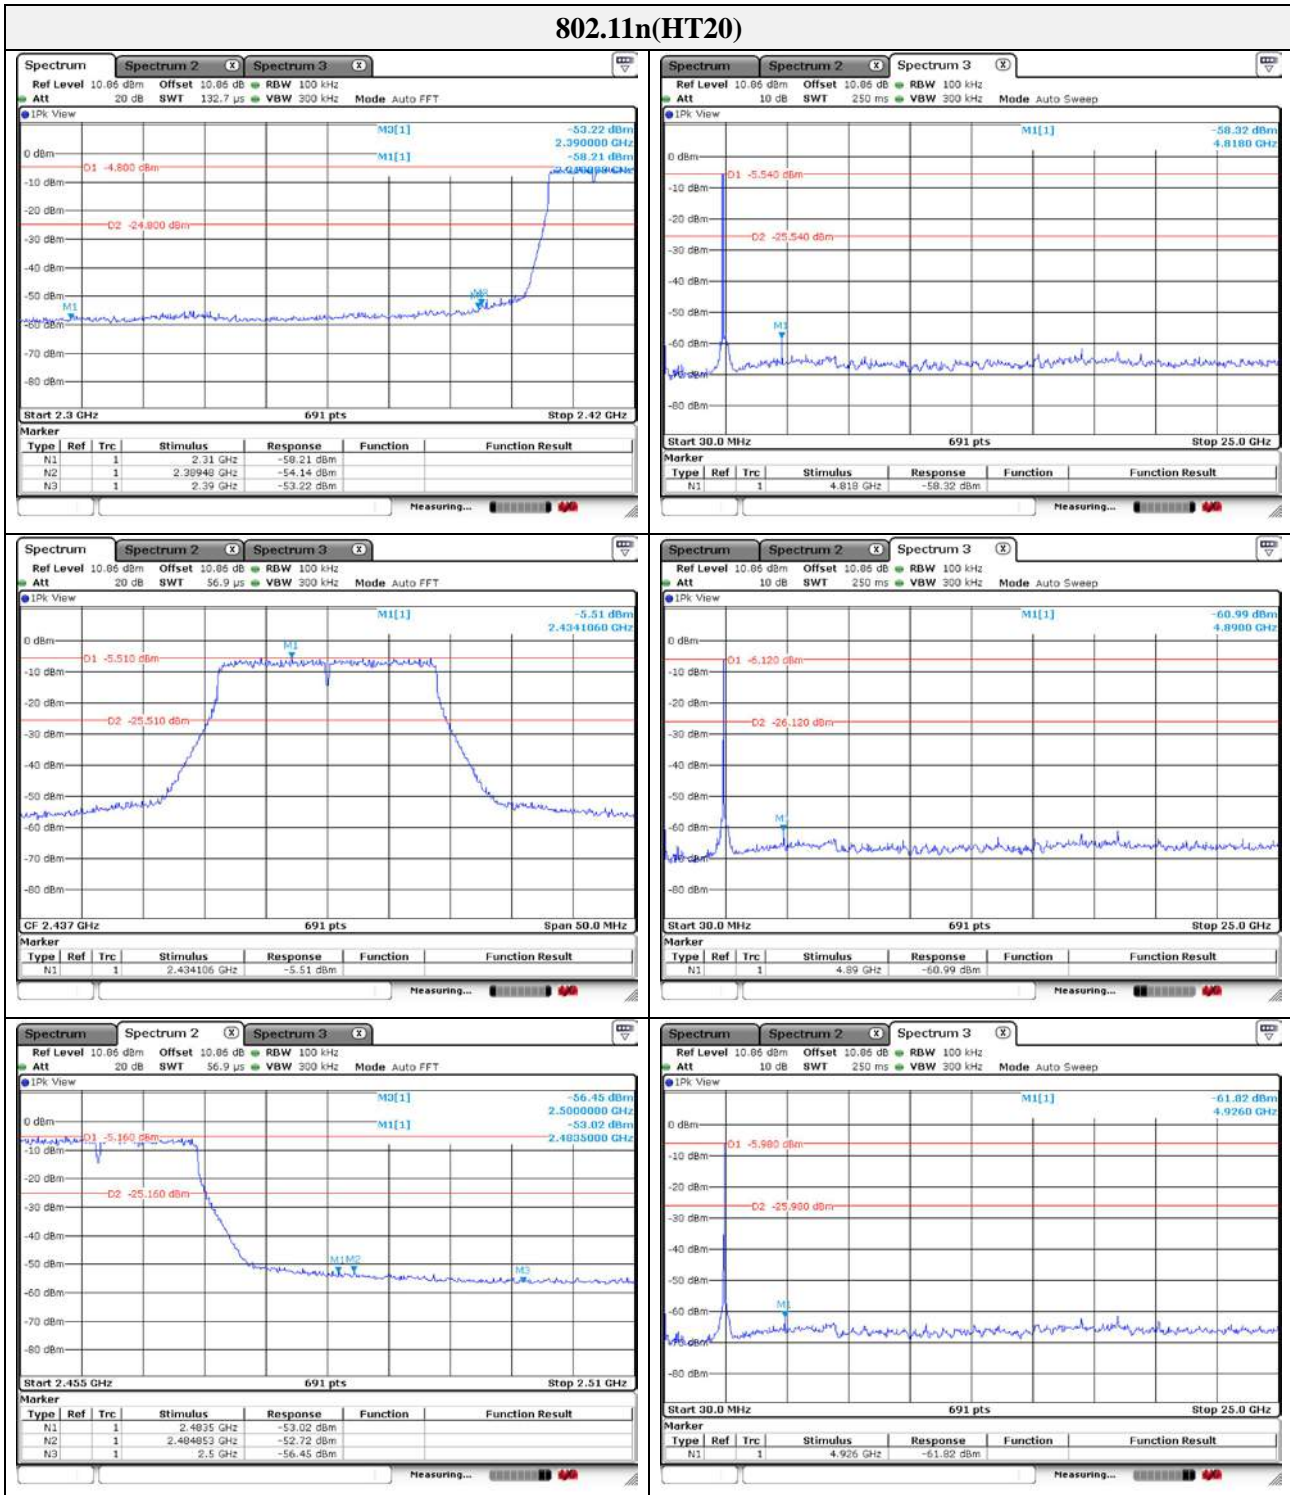 802.11n(HT20)
Spectrum Spectrum 2 Spectrum 3
Ref Level 10.86 dBm Offset 10.86 dB RBW 100 kHz
Att 20 dB SWT 132.7 µs VBW 300 kHz Mode Auto FFT
1Pk View
M3[1] -53.22 dBm
2.390000 GHz
M1[1] -58.21 dBm
0 dBm
D1 -4.800 dBm
-10 dBm
-20 dBm
D2 -24.800 dBm
-30 dBm
-40 dBm
-50 dBm
M1
-60 dBm
-70 dBm
-80 dBm
Start 2.3 GHz 691 pts Stop 2.42 GHz
Marker
Type Ref Trc Stimulus Response Function Function Result
N1 1 2.31 GHz -58.21 dBm
N2 1 2.38948 GHz -54.14 dBm
N3 1 2.39 GHz -53.22 dBm
Measuring...
Spectrum Spectrum 2 Spectrum 3
Ref Level 10.86 dBm Offset 10.86 dB RBW 100 kHz
Att 10 dB SWT 250 ms VBW 300 kHz Mode Auto Sweep
1Pk View
M1[1] -58.32 dBm
4.8180 GHz
0 dBm
D1 -5.540 dBm
-10 dBm
-20 dBm
D2 -25.540 dBm
-30 dBm
-40 dBm
-50 dBm
M1
-60 dBm
-70 dBm
-80 dBm
Start 30.0 MHz 691 pts Stop 25.0 GHz
Marker
Type Ref Trc Stimulus Response Function Function Result
N1 1 4.818 GHz -58.32 dBm
Measuring...
Spectrum Spectrum 2 Spectrum 3
Ref Level 10.86 dBm Offset 10.86 dB RBW 100 kHz
Att 20 dB SWT 56.9 µs VBW 300 kHz Mode Auto FFT
1Pk View
M1[1] -5.51 dBm
2.4341060 GHz
0 dBm
M1
D1 -5.510 dBm
-10 dBm
-20 dBm
D2 -25.510 dBm
-30 dBm
-40 dBm
-50 dBm
-60 dBm
-70 dBm
-80 dBm
CF 2.437 GHz 691 pts Span 50.0 MHz
Marker
Type Ref Trc Stimulus Response Function Function Result
N1 1 2.434106 GHz -5.51 dBm
Measuring...
Spectrum Spectrum 2 Spectrum 3
Ref Level 10.86 dBm Offset 10.86 dB RBW 100 kHz
Att 10 dB SWT 250 ms VBW 300 kHz Mode Auto Sweep
1Pk View
M1[1] -60.99 dBm
4.8900 GHz
0 dBm
D1 -6.120 dBm
-10 dBm
-20 dBm
D2 -26.120 dBm
-30 dBm
-40 dBm
-50 dBm
M1
-60 dBm
-70 dBm
-80 dBm
Start 30.0 MHz 691 pts Stop 25.0 GHz
Marker
Type Ref Trc Stimulus Response Function Function Result
N1 1 4.89 GHz -60.99 dBm
Measuring...
Spectrum Spectrum 2 Spectrum 3
Ref Level 10.86 dBm Offset 10.86 dB RBW 100 kHz
Att 20 dB SWT 56.9 µs VBW 300 kHz Mode Auto FFT
1Pk View
M3[1] -56.45 dBm
2.5000000 GHz
M1[1] -53.02 dBm
2.4835000 GHz
0 dBm
D1 -5.160 dBm
-10 dBm
-20 dBm
D2 -25.160 dBm
-30 dBm
-40 dBm
-50 dBm
M1 M2 M3
-60 dBm
-70 dBm
-80 dBm
Start 2.455 GHz 691 pts Stop 2.51 GHz
Marker
Type Ref Trc Stimulus Response Function Function Result
N1 1 2.4835 GHz -53.02 dBm
N2 1 2.484853 GHz -52.72 dBm
N3 1 2.5 GHz -56.45 dBm
Measuring...
Spectrum Spectrum 2 Spectrum 3
Ref Level 10.86 dBm Offset 10.86 dB RBW 100 kHz
Att 10 dB SWT 250 ms VBW 300 kHz Mode Auto Sweep
1Pk View
M1[1] -61.82 dBm
4.9260 GHz
0 dBm
D1 -5.980 dBm
-10 dBm
-20 dBm
D2 -25.980 dBm
-30 dBm
-40 dBm
-50 dBm
-60 dBm
M1
-70 dBm
-80 dBm
Start 30.0 MHz 691 pts Stop 25.0 GHz
Marker
Type Ref Trc Stimulus Response Function Function Result
N1 1 4.926 GHz -61.82 dBm
Measuring...